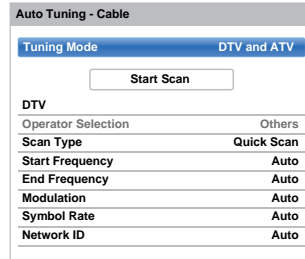 Auto Tuning - Cable
Tuning Mode DTV and ATV
Start Scan
DTV
Operator Selection Others
Scan Type Quick Scan
Start Frequency Auto
End Frequency Auto
Modulation Auto
Symbol Rate Auto
Network ID Auto